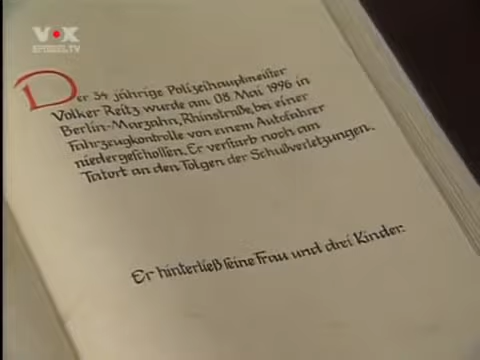 VOX
SPIEGEL TV
Der 34 jährige Polizeihauptmeister
Volker Reitz wurde am 08. Mai 1996 in
Berlin-Marzahn, Rhinstraße, bei einer
Fahrzeugkontrolle von einem Autofahrer
niedergeschossen. Er verstarb noch am
Tatort an den Folgen der Schußverletzungen.
Er hinterließ seine Frau und drei Kinder.